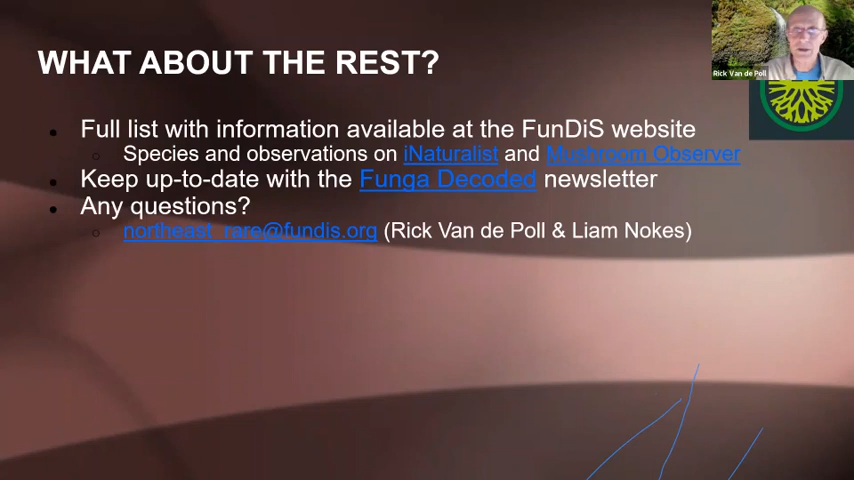 WHAT ABOUT THE REST?
Rick Van de Poll
Full list with information available at the FunDiS website
Species and observations on iNaturalist and Mushroom Observer
Keep up-to-date with the Funga Decoded newsletter
Any questions?
northeast_rare@fundis.org (Rick Van de Poll & Liam Nokes)